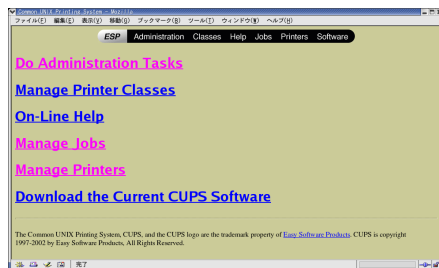 Common UNIX Printing System - Mozilla
ファイル(F) 編集(E) 表示(V) 移動(G) ブックマーク(B) ツール(T) ウィンドウ(W) ヘルプ(H)
ESP Administration Classes Help Jobs Printers Software
Do Administration Tasks
Manage Printer Classes
On-Line Help
Manage Jobs
Manage Printers
Download the Current CUPS Software
The Common UNIX Printing System, CUPS, and the CUPS logo are the trademark property of Easy Software Products. CUPS is copyright
1997-2002 by Easy Software Products, All Rights Reserved.
完了